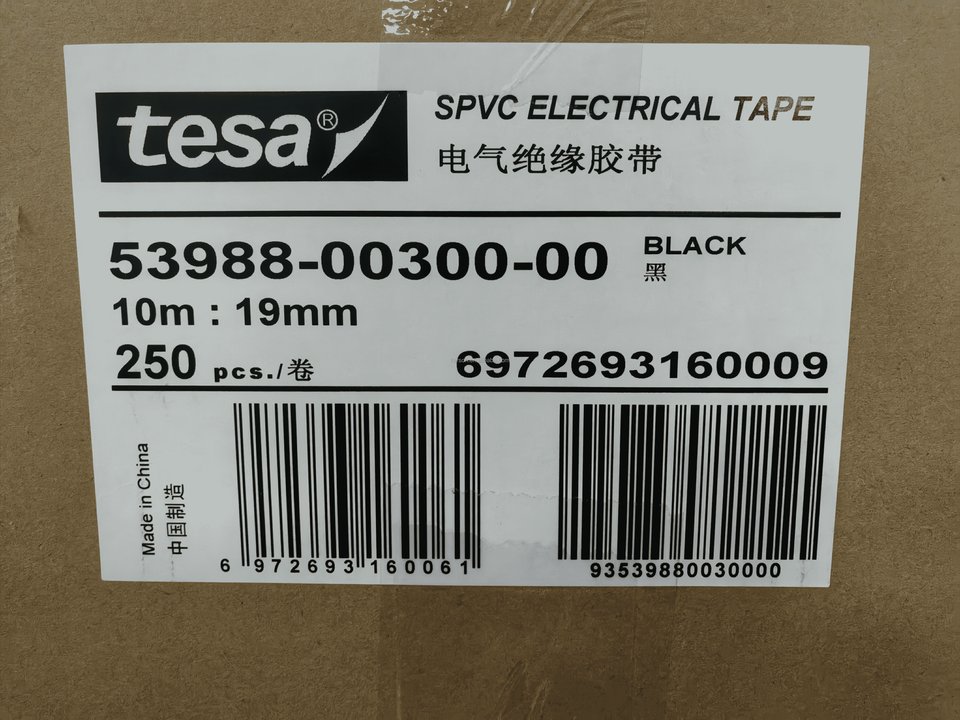 tesa®
SPVC ELECTRICAL TAPE
电气绝缘胶带
53988-00300-00
BLACK
黑
10m : 19mm
250 pcs./卷
6972693160009
Made in China
中国制造
6 972693 160061
93539880030000